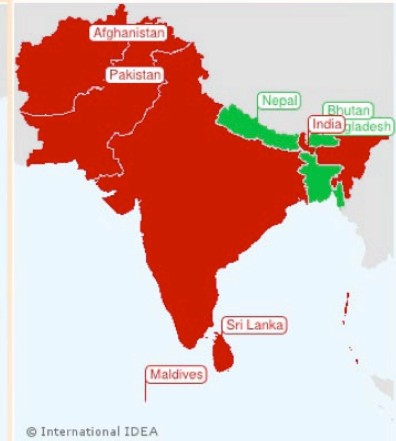 Afghanistan
Pakistan
Nepal
Bhutan
India
Sri Lanka
Maldives
© International IDEA